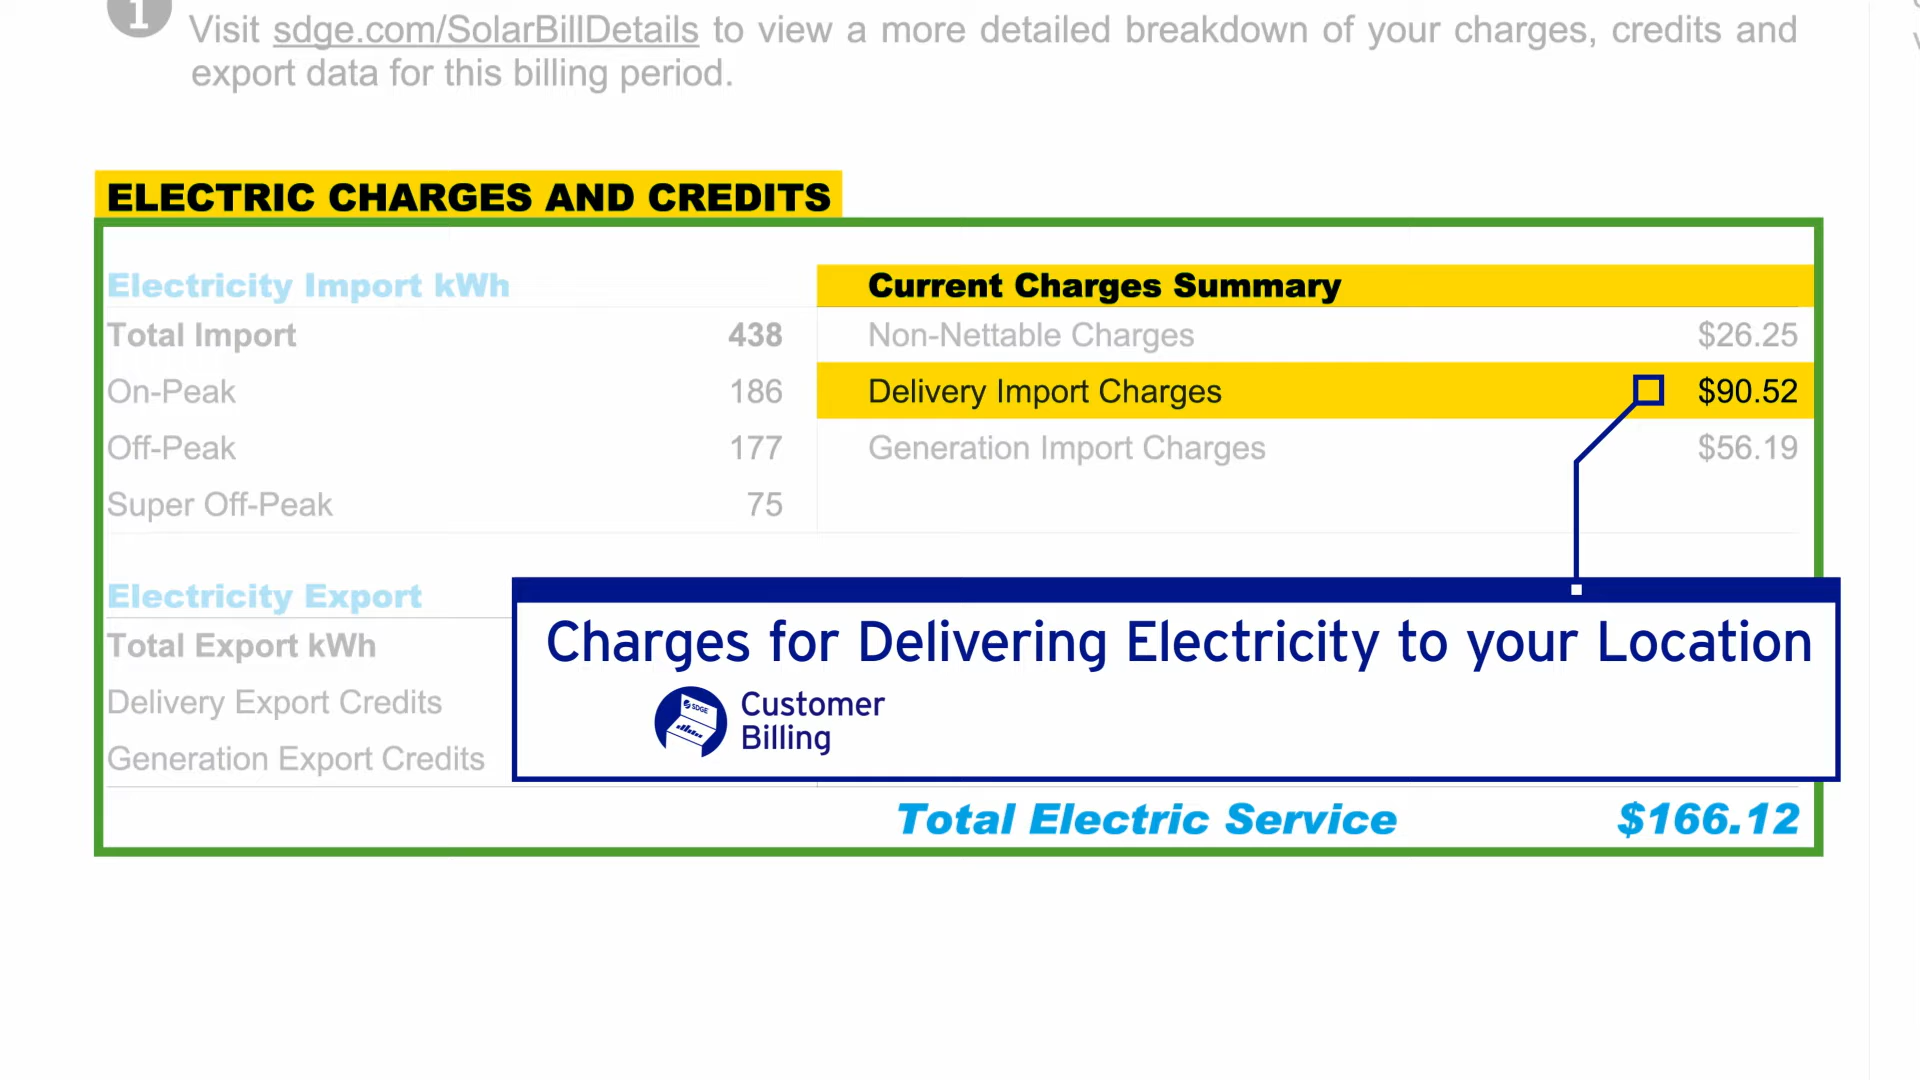 1
Visit sdge.com/SolarBillDetails to view a more detailed breakdown of your charges, credits and
export data for this billing period.
ELECTRIC CHARGES AND CREDITS
Electricity Import kWh
Total Import 438
On-Peak 186
Off-Peak 177
Super Off-Peak 75
Current Charges Summary
Non-Nettable Charges $26.25
Delivery Import Charges $90.52
Generation Import Charges $56.19
Electricity Export
Total Export kWh
Delivery Export Credits
Generation Export Credits
Charges for Delivering Electricity to your Location
SDGE
Customer
Billing
Total Electric Service $166.12